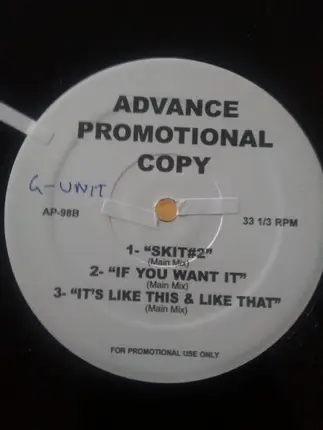 ADVANCE
PROMOTIONAL
COPY
G-UNIT
AP-98B
33 1/3 RPM
1- "SKIT#2"
(Main Mix)
2- "IF YOU WANT IT"
(Main Mix)
3- "IT'S LIKE THIS & LIKE THAT"
(Main Mix)
FOR PROMOTIONAL USE ONLY